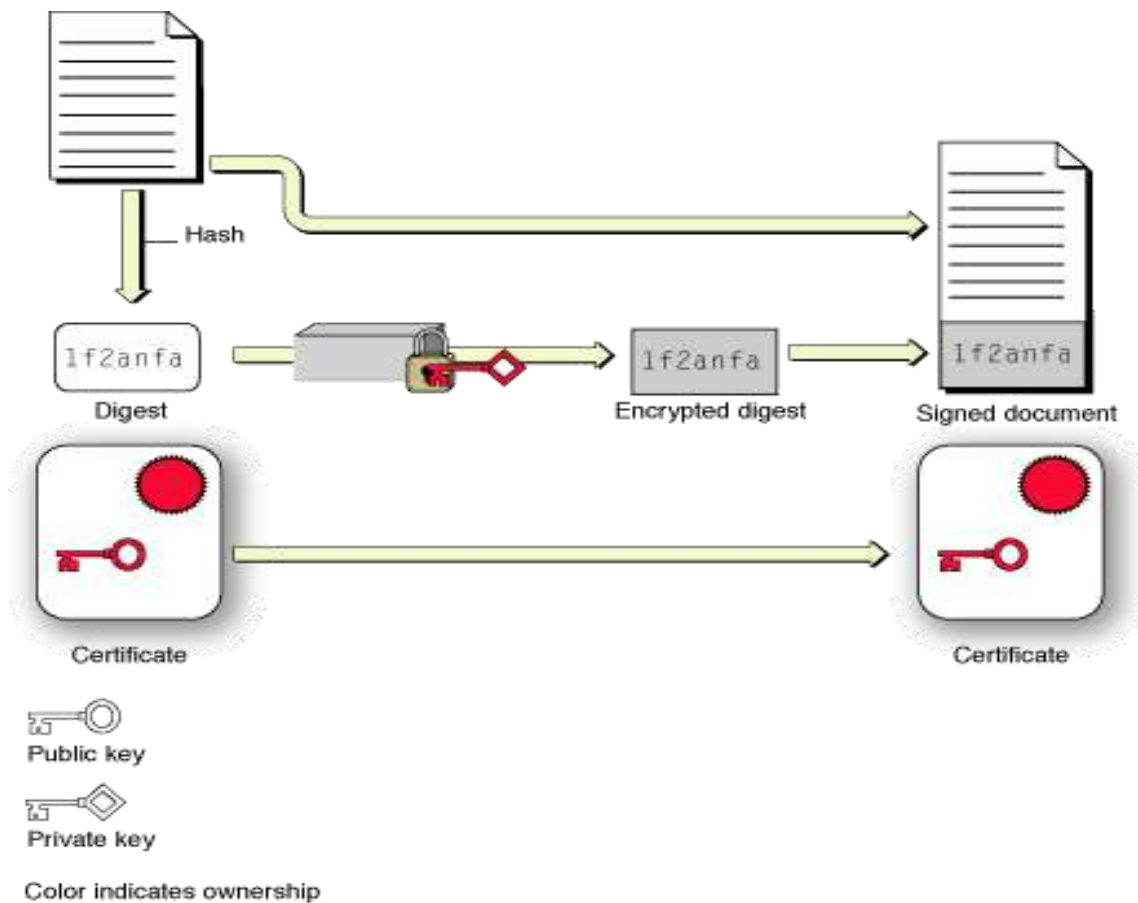 Hash
1f2anfa
Digest
1f2anfa
Encrypted digest
1f2anfa
Signed document
Certificate
Certificate
Public key
Private key
Color indicates ownership